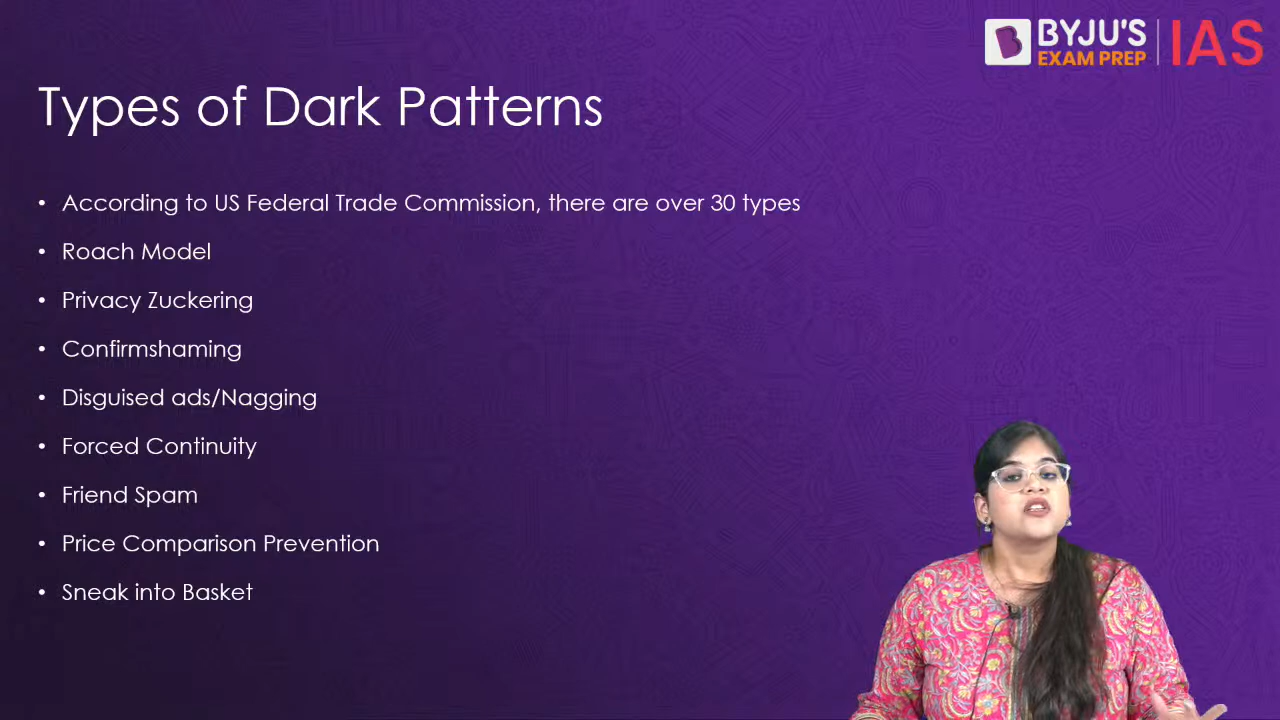 BYJU'S
EXAM PREP
IAS
Types of Dark Patterns
• According to US Federal Trade Commission, there are over 30 types
• Roach Model
• Privacy Zuckering
• Confirmshaming
• Disguised ads/Nagging
• Forced Continuity
• Friend Spam
• Price Comparison Prevention
• Sneak into Basket